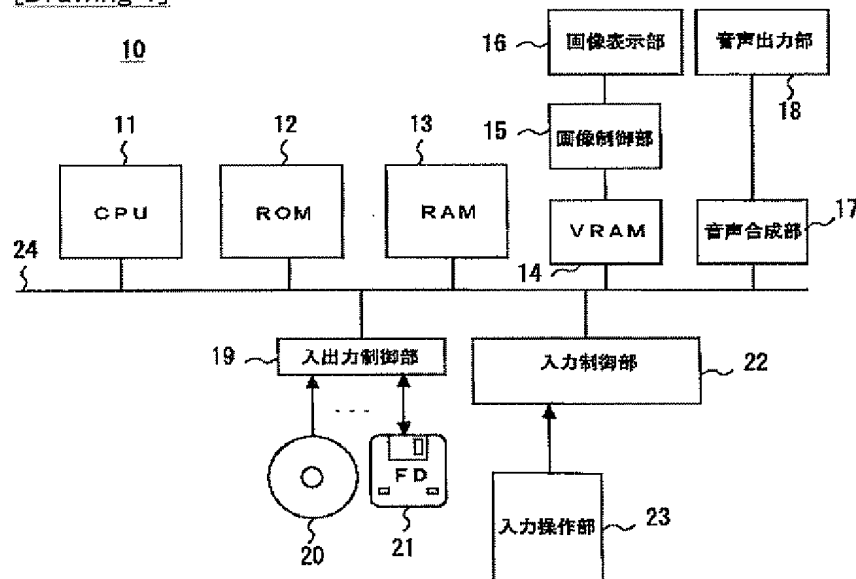 10
16
画像表示部
音声出力部
18
15
画像制御部
11
12
13
CPU
ROM
RAM
VRAM
14
音声合成部
17
24
19
入出力制御部
入力制御部
22
FD
20
21
入力操作部
23